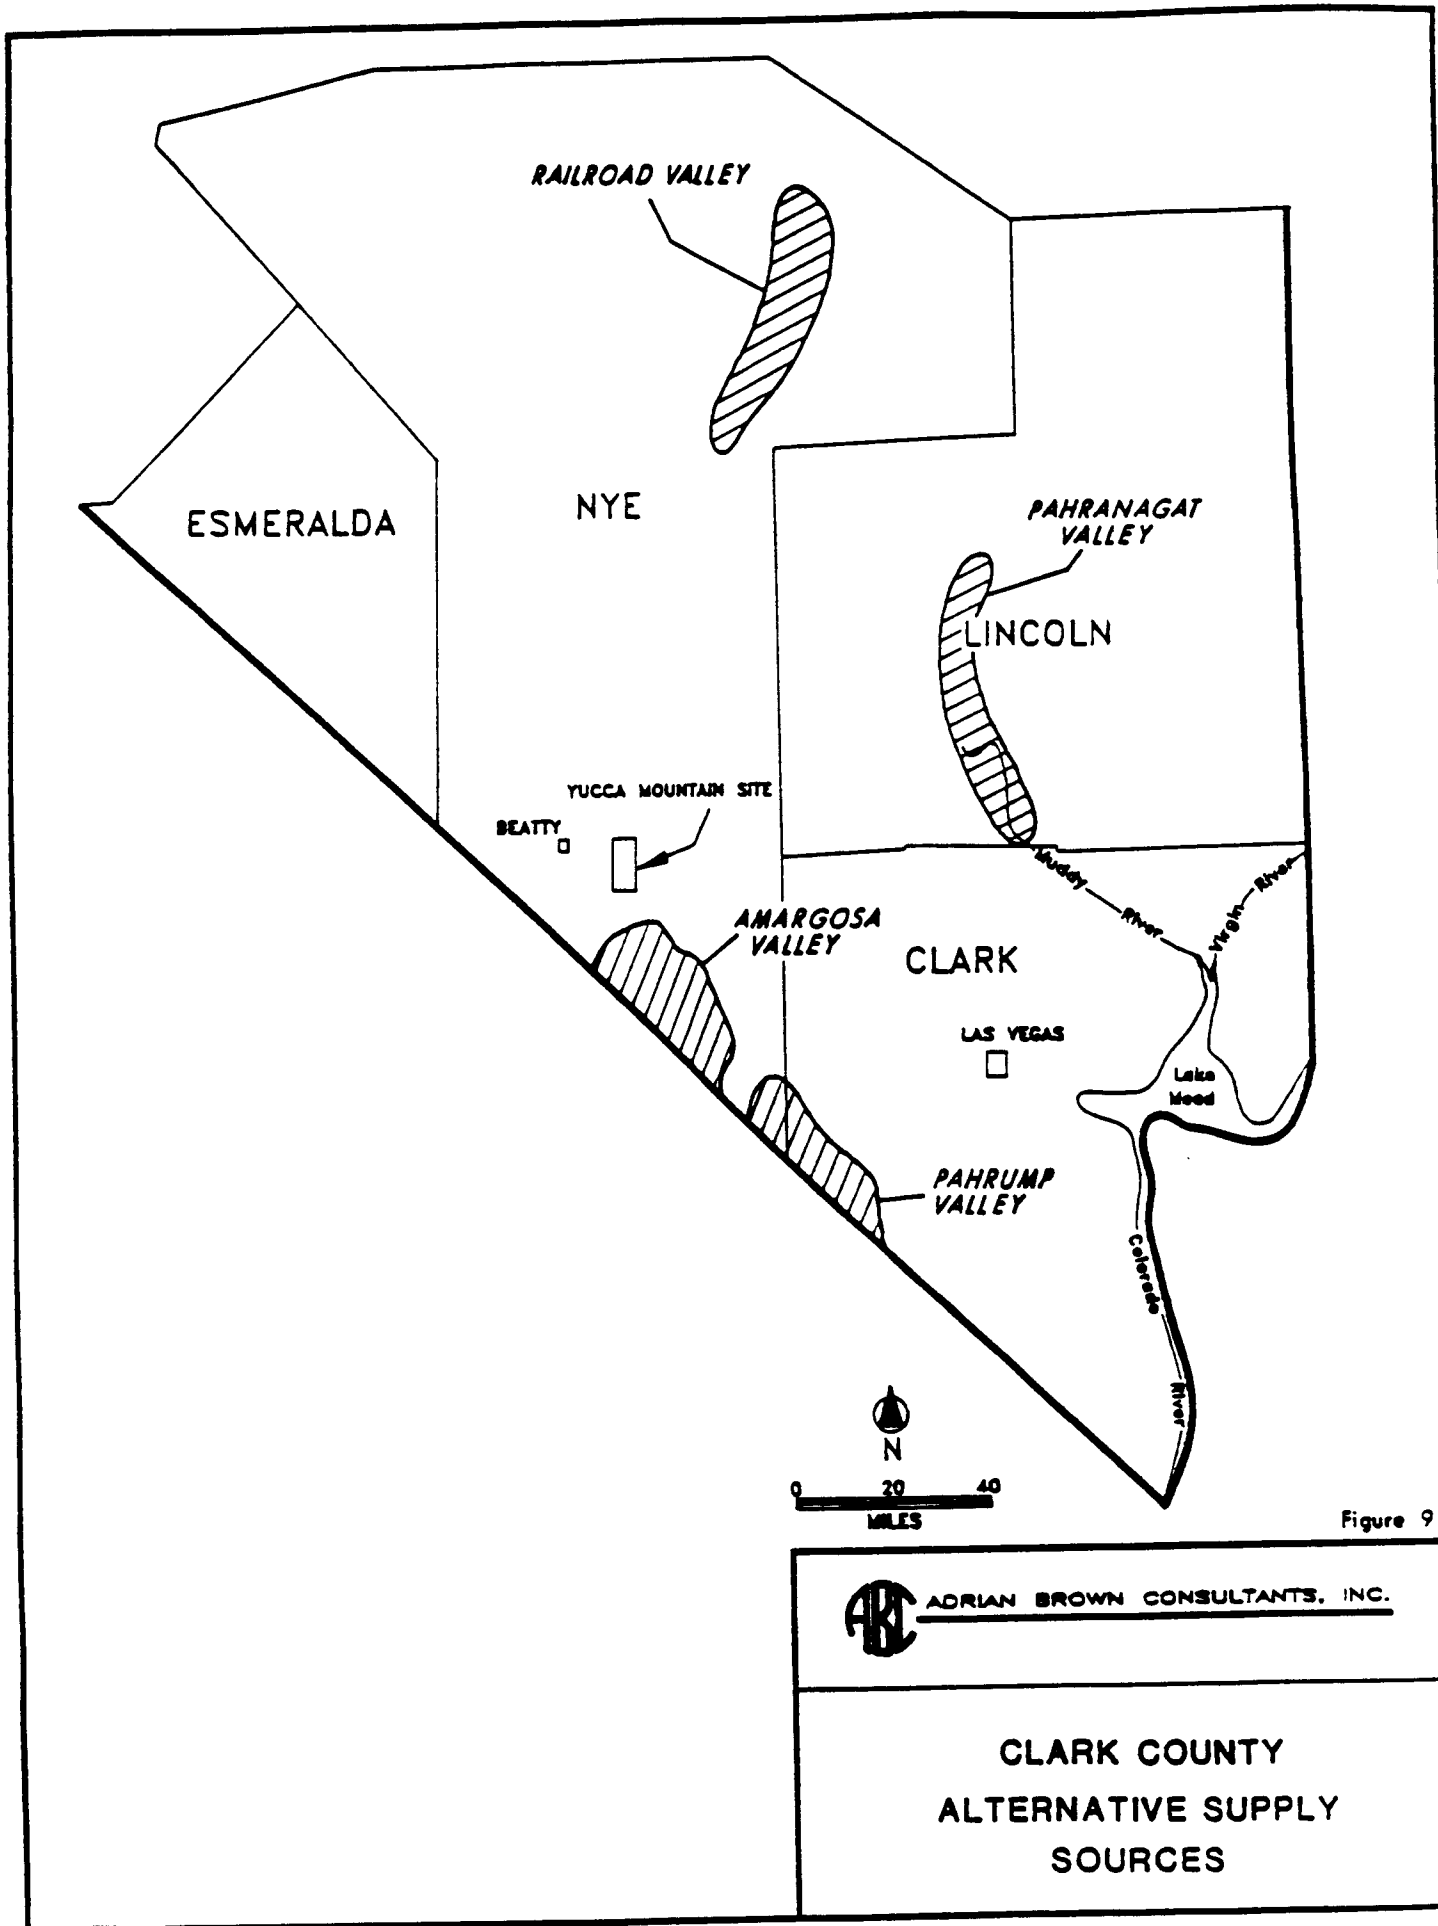 RAILROAD VALLEY
ESMERALDA
NYE
PAHRANAGAT
VALLEY
LINCOLN
YUCCA MOUNTAIN SITE
BEATTY
Muddy
River
Virgin
River
AMARGOSA
VALLEY
CLARK
LAS VEGAS
Lake
Mead
PAHRUMP
VALLEY
Colorado
River
N
0 20 40
MILES
Figure 9
ABC ADRIAN BROWN CONSULTANTS, INC.
CLARK COUNTY
ALTERNATIVE SUPPLY
SOURCES